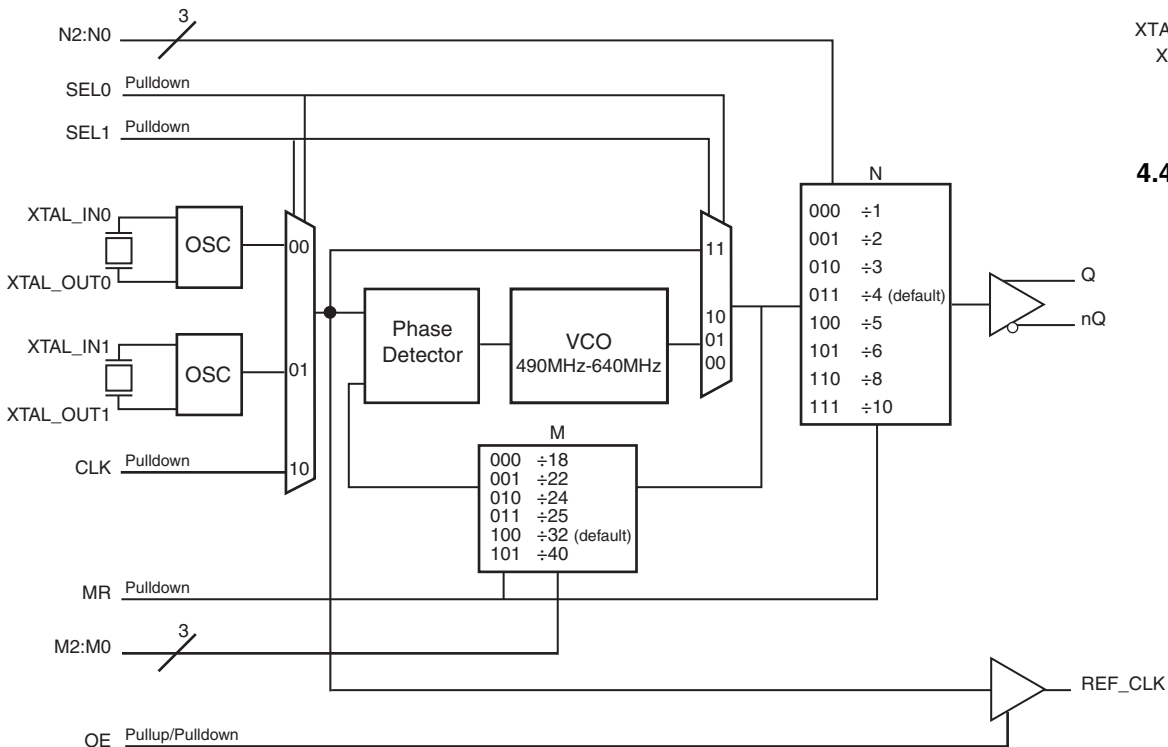 3
N2:N0
SEL0 Pulldown
SEL1 Pulldown
XTAL_IN0
OSC
XTAL_OUT0
XTAL_IN1
OSC
XTAL_OUT1
CLK Pulldown
00
01
10
Phase
Detector
VCO
490MHz-640MHz
11
10
01
00
N
000 ÷1
001 ÷2
010 ÷3
011 ÷4 (default)
100 ÷5
101 ÷6
110 ÷8
111 ÷10
Q
nQ
M
000 ÷18
001 ÷22
010 ÷24
011 ÷25
100 ÷32 (default)
101 ÷40
MR Pulldown
3
M2:M0
REF_CLK
OE Pullup/Pulldown
XTA
X
4.4